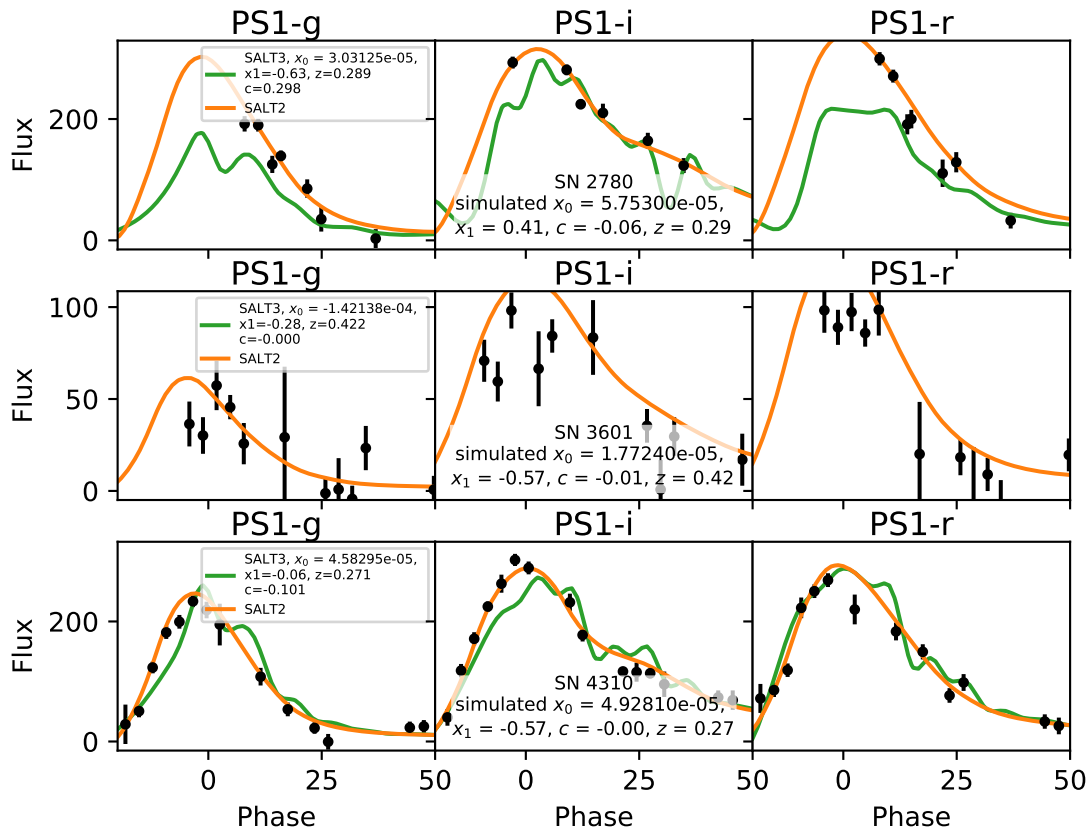 PS1-g
PS1-i
PS1-r
Flux
200
0
SALT3, x₀ = 3.03125e-05,
x1=-0.63, z=0.289
c=0.298
SALT2
SN 2780
simulated x₀ = 5.75300e-05,
x₁ = 0.41, c = -0.06, z = 0.29
PS1-g
PS1-i
PS1-r
Flux
100
50
0
SALT3, x₀ = -1.42138e-04,
x1=-0.28, z=0.422
c=-0.000
SALT2
SN 3601
simulated x₀ = 1.77240e-05,
x₁ = -0.57, c = -0.01, z = 0.42
PS1-g
PS1-i
PS1-r
Flux
200
0
SALT3, x₀ = 4.58295e-05,
x1=-0.06, z=0.271
c=-0.101
SALT2
SN 4310
simulated x₀ = 4.92810e-05,
x₁ = -0.57, c = -0.00, z = 0.27
0
25
50
0
25
50
0
25
50
Phase
Phase
Phase